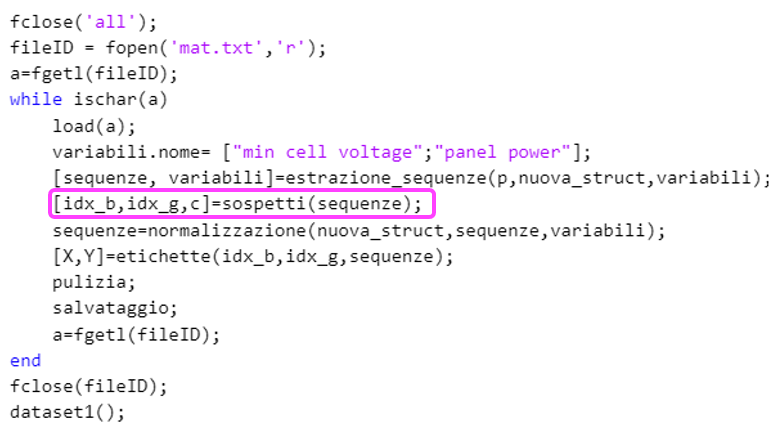 fclose('all');
fileID = fopen('mat.txt','r');
a=fgetl(fileID);
while ischar(a)
    load(a);
    variabili.nome= ["min cell voltage";"panel power"];
    [sequenze, variabili]=estrazione_sequenze(p,nuova_struct,variabili);
    [idx_b,idx_g,c]=sospetti(sequenze);
    sequenze=normalizzazione(nuova_struct,sequenze,variabili);
    [X,Y]=etichette(idx_b,idx_g,sequenze);
    pulizia;
    salvataggio;
    a=fgetl(fileID);
end
fclose(fileID);
dataset1();